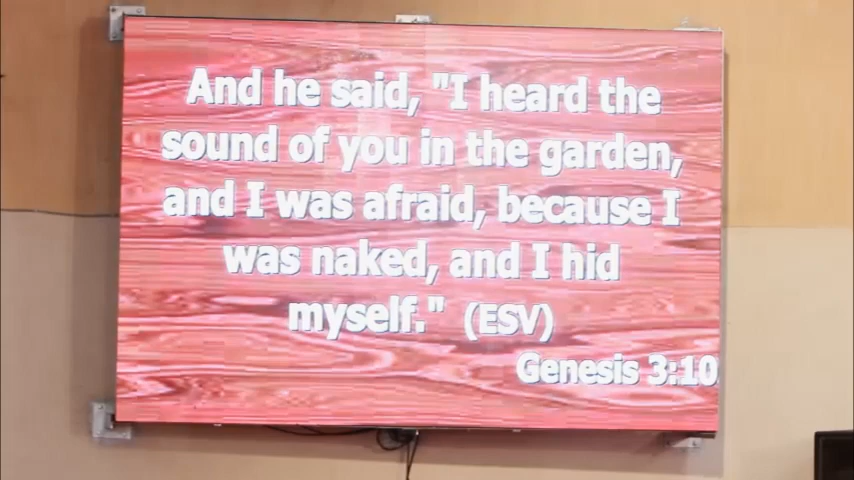 And he said, "I heard the
sound of you in the garden,
and I was afraid, because I
was naked, and I hid
myself." (ESV)
Genesis 3:10